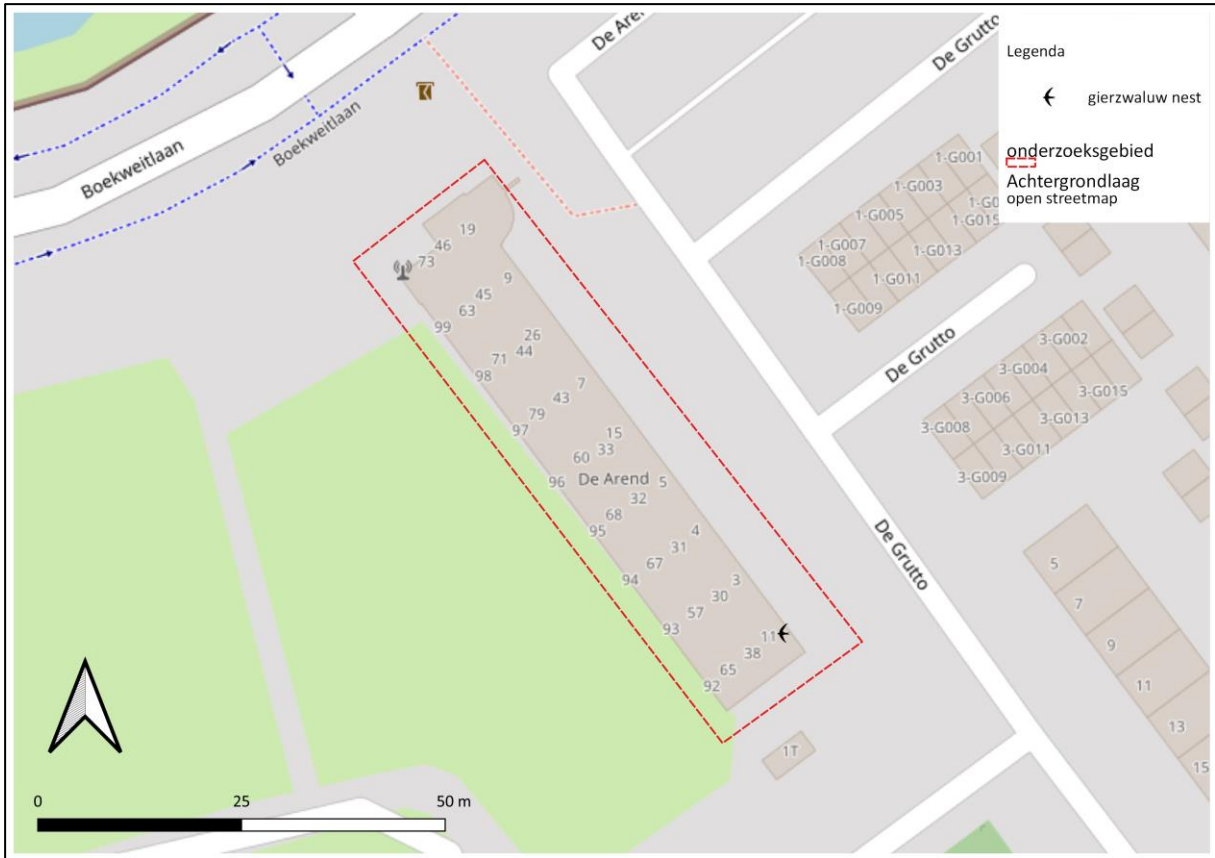 De Arend
De Grutto
Legenda
gierzwaluw nest
onderzoeksgebied
Achtergrondlaag
open streetmap
Boekweitlaan
Boekweitlaan
1-G001
1-G003
1-G005
1-G015
1-G007
1-G013
1-G008
1-G011
1-G009
19
46
73
9
45
63
99
26
44
71
98
7
43
79
97
15
33
60
96
De Arend
5
32
68
95
4
31
67
94
3
30
57
93
11
38
65
92
De Grutto
3-G002
3-G004
3-G006
3-G015
3-G008
3-G013
3-G011
3-G009
De Grutto
5
7
9
11
13
15
1T
0 25 50 m